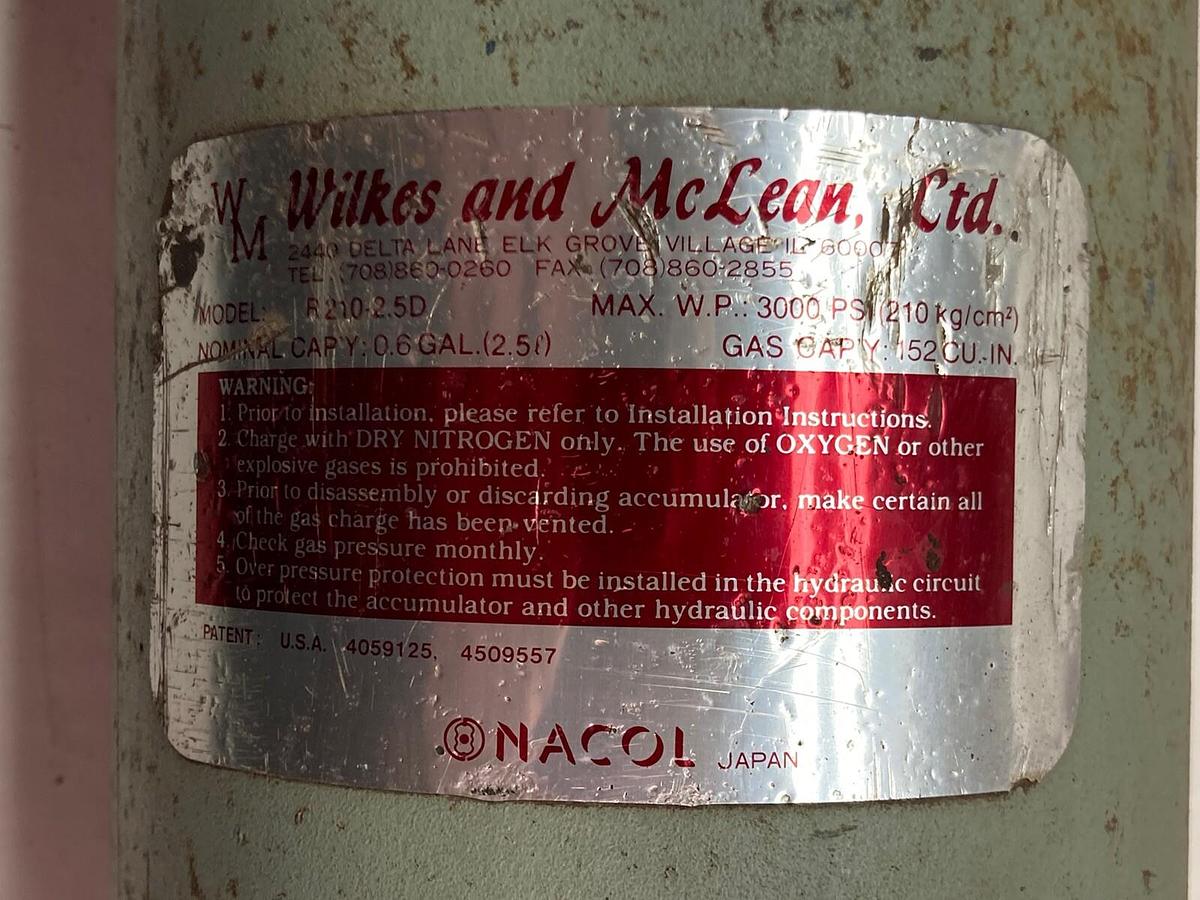 W M Wilkes and McLean, Ltd.
2440 DELTA LANE ELK GROVE VILLAGE IL 60007
TEL (708)860-0260 FAX (708)860-2855
MODEL: R210-2.5D MAX. W.P.: 3000 PSI (210 kg/cm²)
NOMINAL CAP'Y: 0.6 GAL.(2.5ℓ) GAS CAP'Y: 152 CU.-IN.
WARNING:
1. Prior to installation, please refer to Installation Instructions.
2. Charge with DRY NITROGEN only. The use of OXYGEN or other
explosive gases is prohibited.
3. Prior to disassembly or discarding accumulator, make certain all
of the gas charge has been vented.
4. Check gas pressure monthly.
5. Over pressure protection must be installed in the hydraulic circuit
to protect the accumulator and other hydraulic components.
PATENT: U.S.A. 4059125, 4509557
NACOL JAPAN